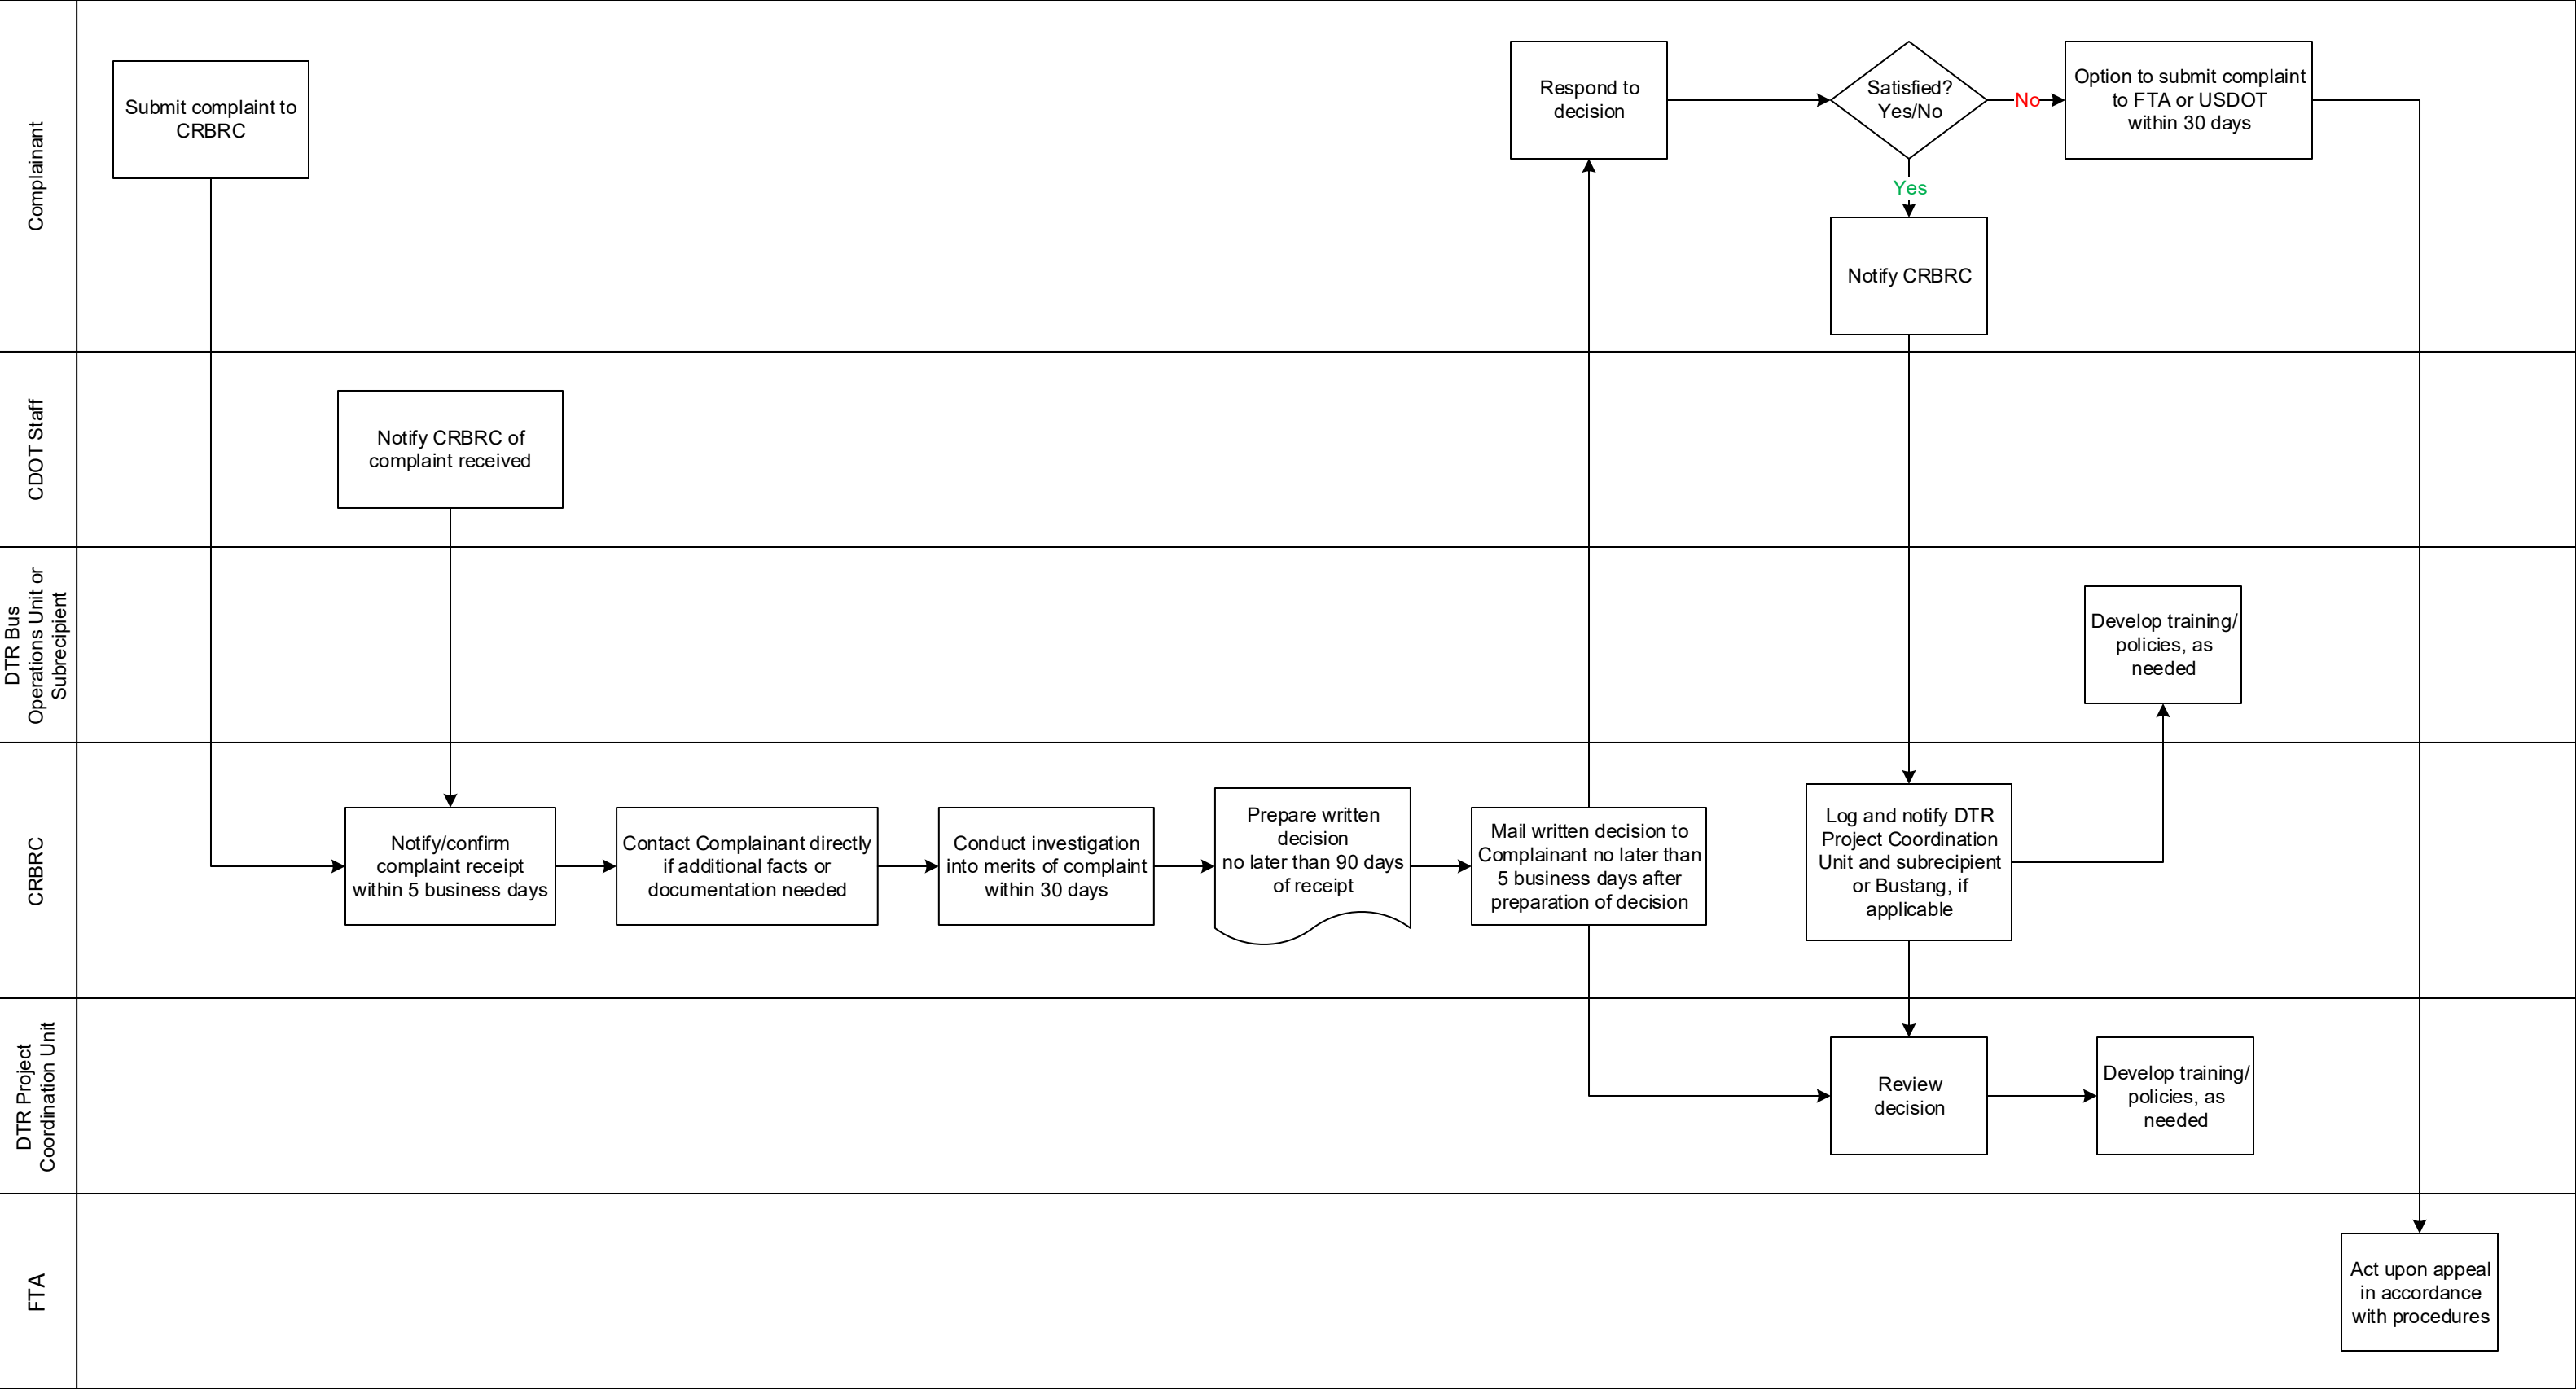 Complainant
Submit complaint to
CRBRC
Respond to
decision
Satisfied?
Yes/No
No
Option to submit complaint
to FTA or USDOT
within 30 days
Yes
Notify CRBRC
CDOT Staff
Notify CRBRC of
complaint received
DTR Bus
Operations Unit or
Subrecipient
Develop training/
policies, as
needed
CRBRC
Notify/confirm
complaint receipt
within 5 business days
Contact Complainant directly
if additional facts or
documentation needed
Conduct investigation
into merits of complaint
within 30 days
Prepare written
decision
no later than 90 days
of receipt
Mail written decision to
Complainant no later than
5 business days after
preparation of decision
Log and notify DTR
Project Coordination
Unit and subrecipient
or Bustang, if
applicable
DTR Project
Coordination Unit
Review
decision
Develop training/
policies, as
needed
FTA
Act upon appeal
in accordance
with procedures